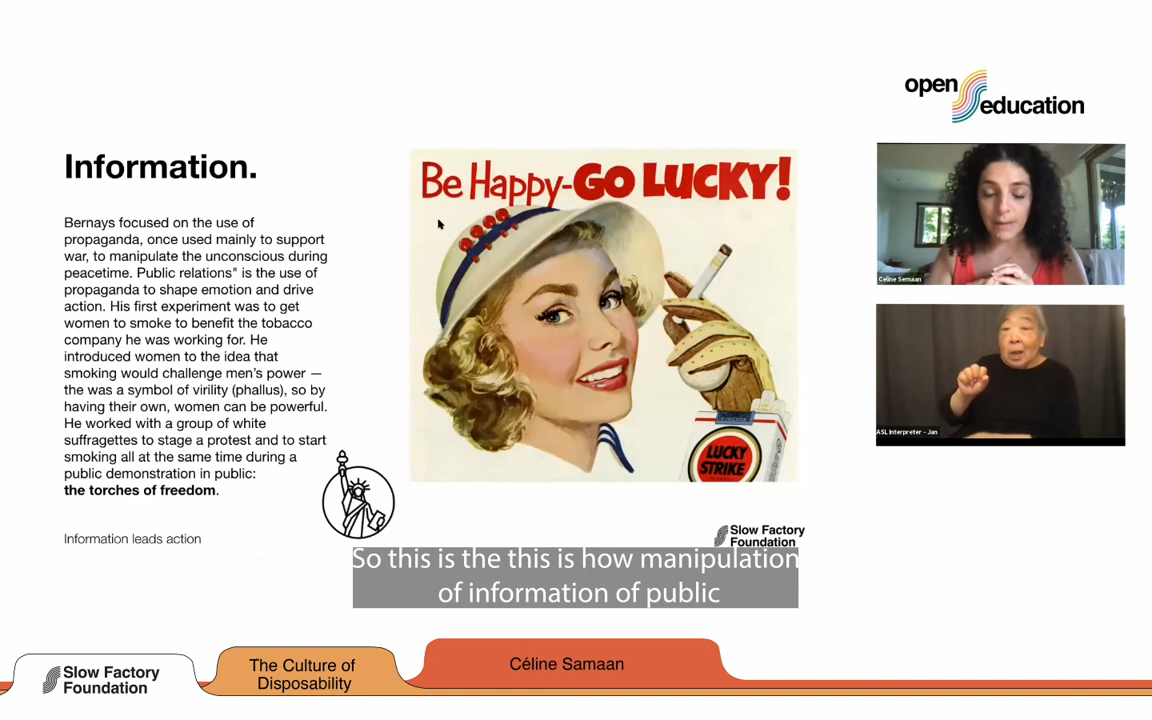 open
education
Information.
Bernays focused on the use of
propaganda, once used mainly to support
war, to manipulate the unconscious during
peacetime. Public relations" is the use of
propaganda to shape emotion and drive
action. His first experiment was to get
women to smoke to benefit the tobacco
company he was working for. He
introduced women to the idea that
smoking would challenge men's power —
the was a symbol of virility (phallus), so by
having their own, women can be powerful.
He worked with a group of white
suffragettes to stage a protest and to start
smoking all at the same time during a
public demonstration in public:
the torches of freedom.
Information leads action
Be Happy-GO LUCKY!
LUCKY
STRIKE
Slow Factory
Foundation
Celine Semaan
ASL Interpreter - Jan
So this is the this is how manipulation
of information of public
Slow Factory
Foundation
The Culture of
Disposability
Céline Samaan